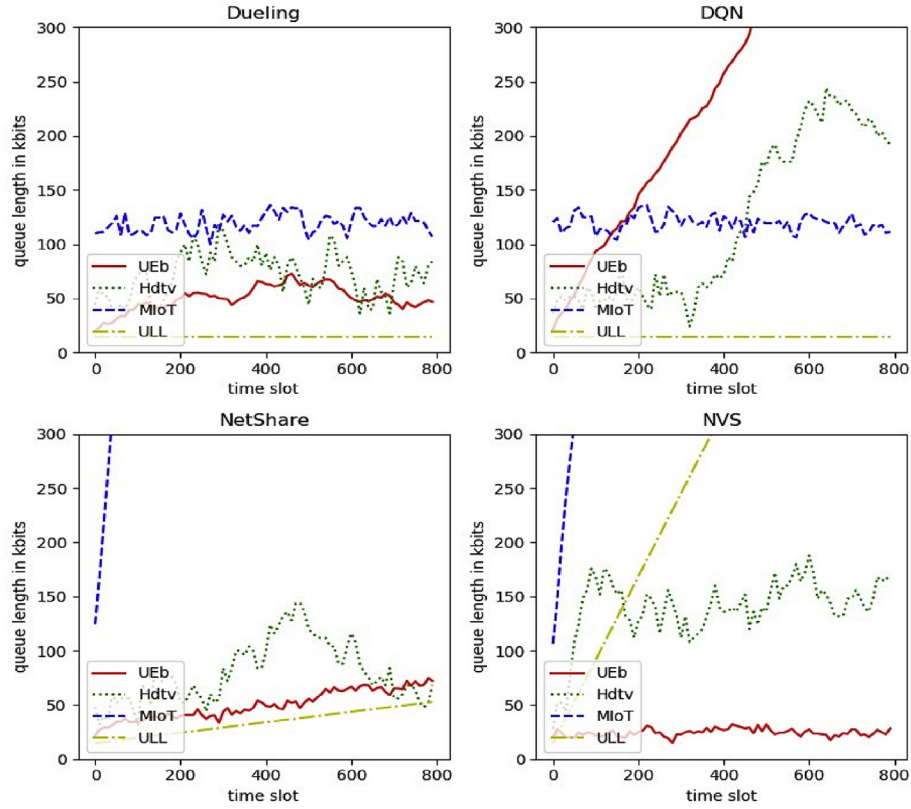 Dueling
300
250
200
150
100
50
0
queue length in kbits
UEb
Hdtv
MIoT
ULL
0 200 400 600 800
time slot
DQN
300
250
200
150
100
50
0
queue length in kbits
UEb
Hdtv
MIoT
ULL
0 200 400 600 800
time slot
NetShare
300
250
200
150
100
50
0
queue length in kbits
UEb
Hdtv
MIoT
ULL
0 200 400 600 800
time slot
NVS
300
250
200
150
100
50
0
queue length in kbits
UEb
Hdtv
MIoT
ULL
0 200 400 600 800
time slot